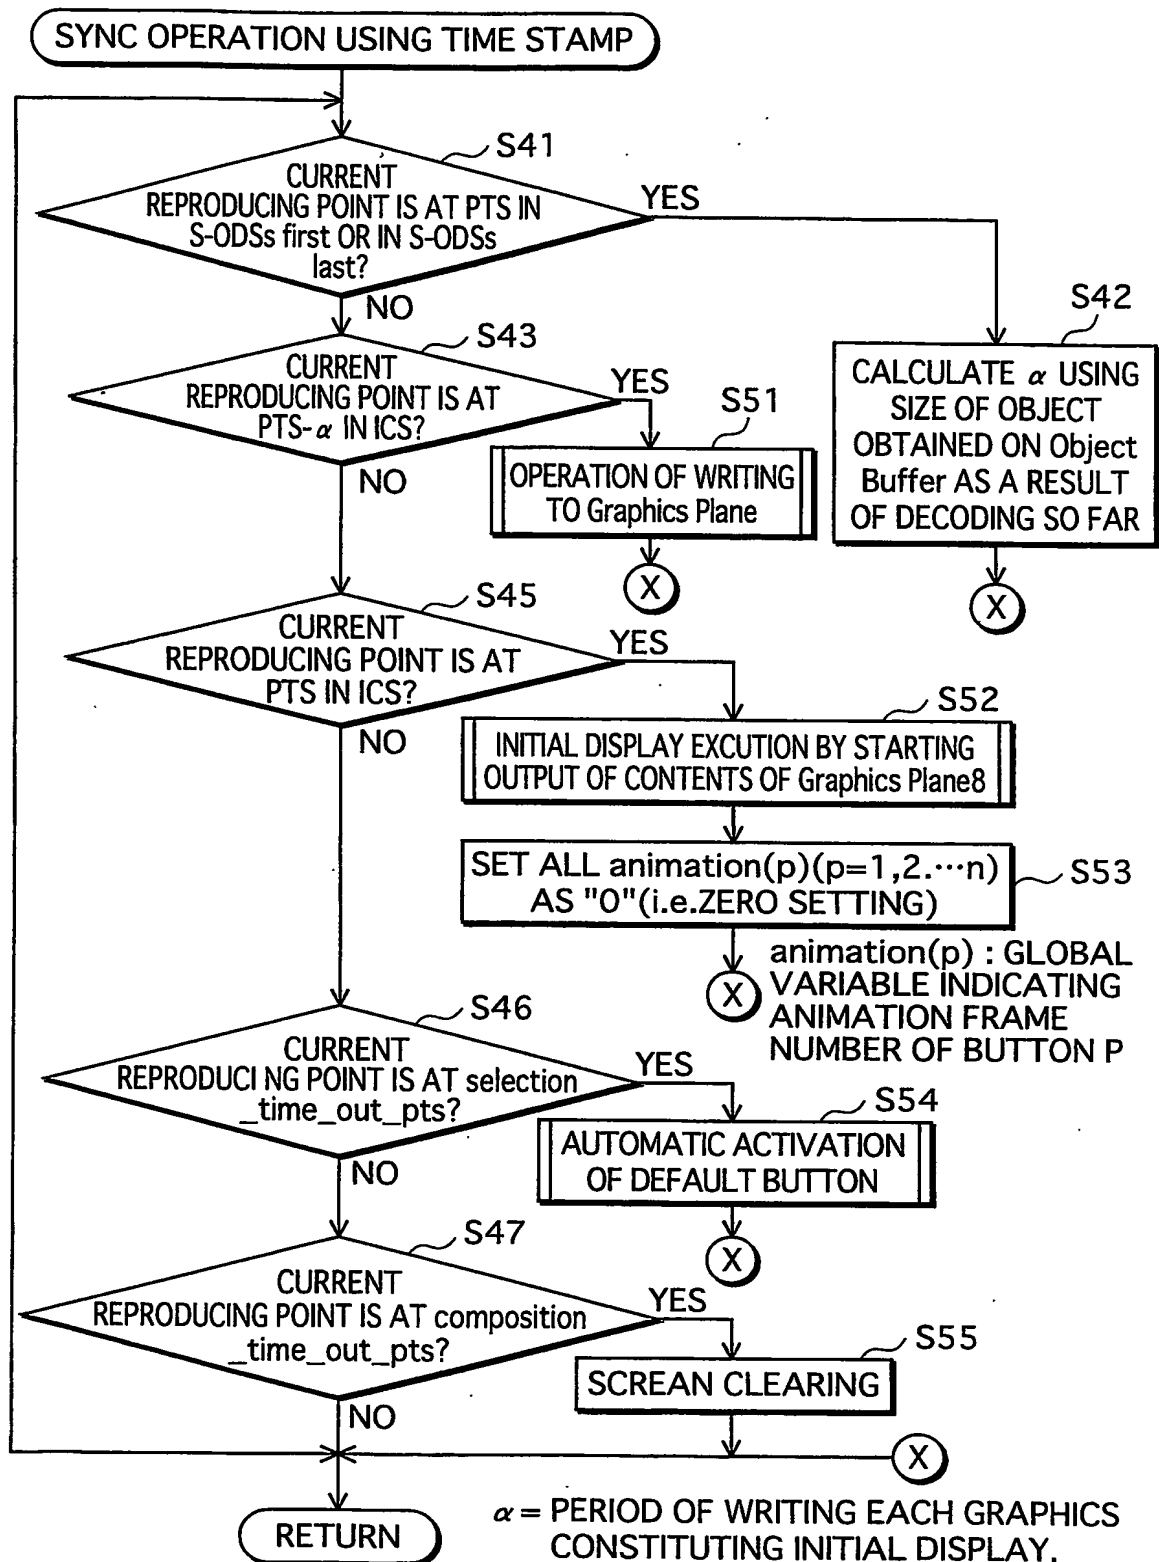 SYNC OPERATION USING TIME STAMP
S41
CURRENT
REPRODUCING POINT IS AT PTS IN
S-ODSs first OR IN S-ODSs
last?
YES
NO
S42
CALCULATE α USING
SIZE OF OBJECT
OBTAINED ON Object
Buffer AS A RESULT
OF DECODING SO FAR
X
S43
CURRENT
REPRODUCING POINT IS AT
PTS-α IN ICS?
YES
NO
S51
OPERATION OF WRITING
TO Graphics Plane
X
S45
CURRENT
REPRODUCING POINT IS AT
PTS IN ICS?
YES
NO
S52
INITIAL DISPLAY EXCUTION BY STARTING
OUTPUT OF CONTENTS OF Graphics Plane8
SET ALL animation(p)(p=1,2.⋯n)
AS "0"(i.e.ZERO SETTING)
S53
X
animation(p) : GLOBAL
VARIABLE INDICATING
ANIMATION FRAME
NUMBER OF BUTTON P
S46
CURRENT
REPRODUCI NG POINT IS AT selection
_time_out_pts?
YES
NO
S54
AUTOMATIC ACTIVATION
OF DEFAULT BUTTON
X
S47
CURRENT
REPRODUCING POINT IS AT composition
_time_out_pts?
YES
NO
S55
SCREAN CLEARING
X
RETURN
α = PERIOD OF WRITING EACH GRAPHICS
CONSTITUTING INITIAL DISPLAY.